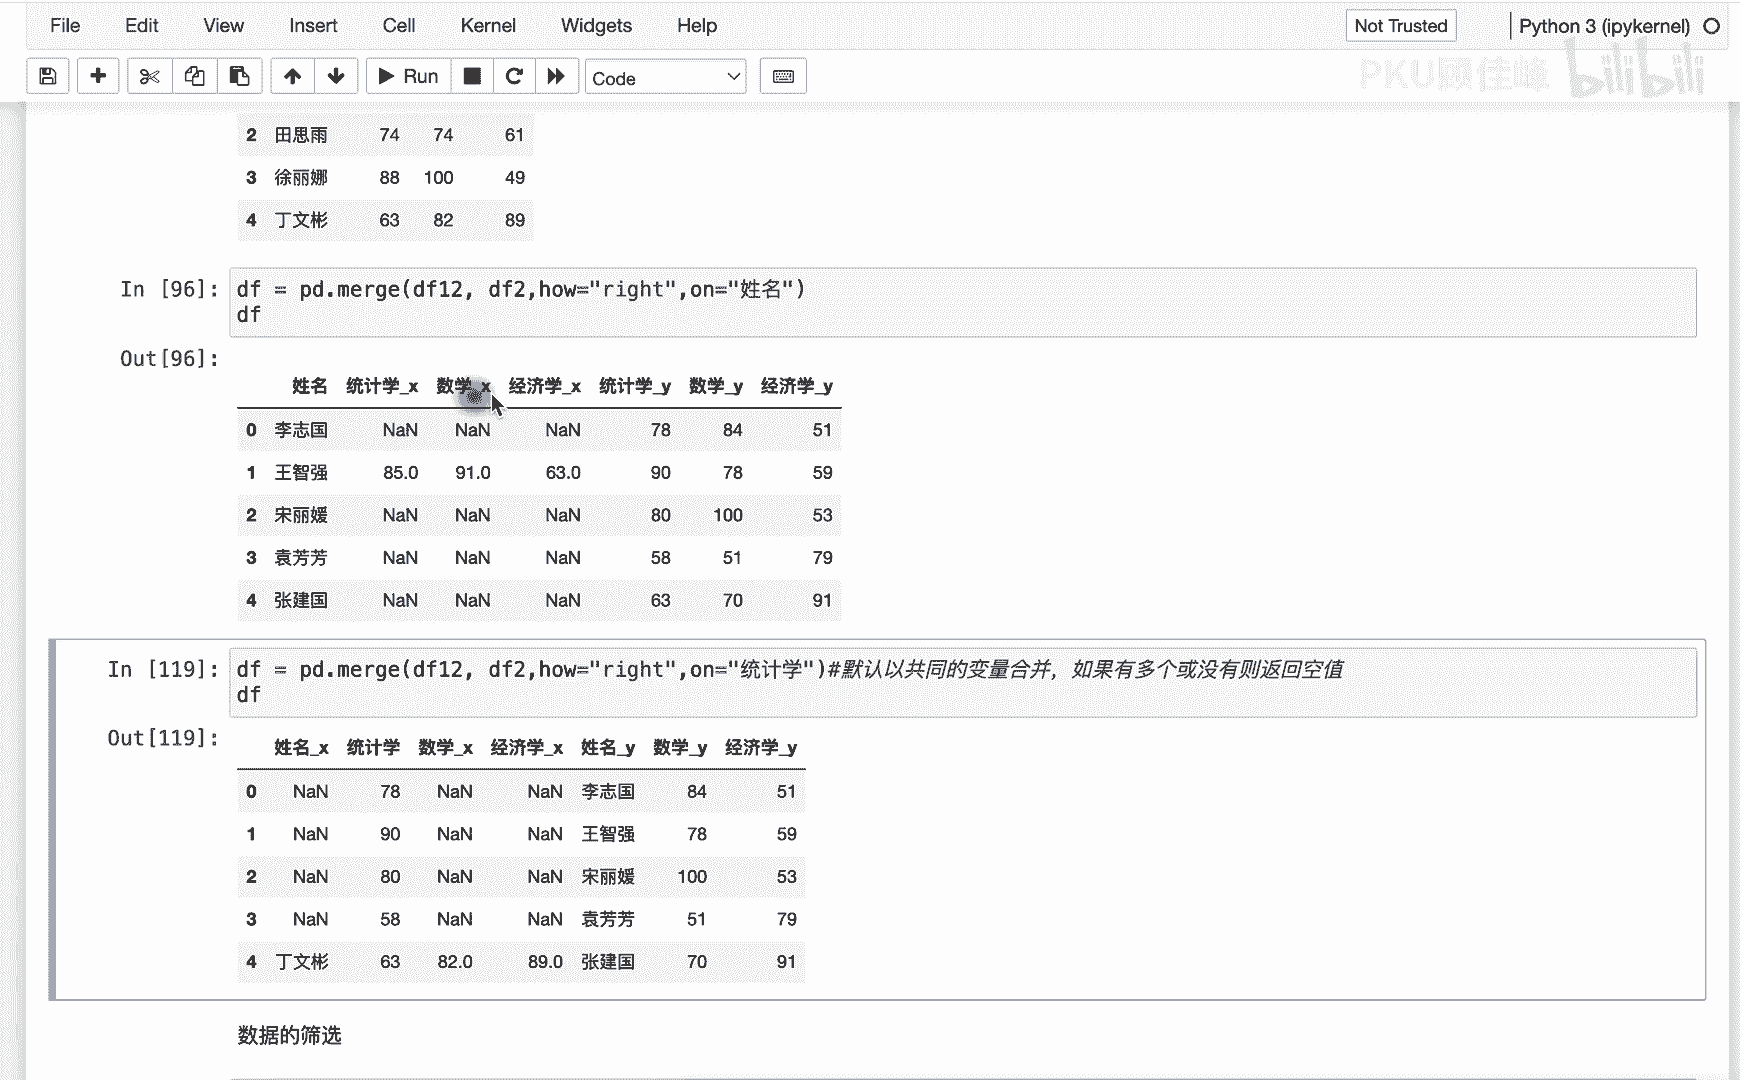 File Edit View Insert Cell Kernel Widgets Help Not Trusted Python 3 (ipykernel)
Run Code PKU顾佳峰 bilibili
2 田思雨 74 74 61
3 徐丽娜 88 100 49
4 丁文彬 63 82 89
In [96]: df = pd.merge(df12, df2,how="right",on="姓名")
df
Out[96]:
姓名 统计学_x 数学_x 经济学_x 统计学_y 数学_y 经济学_y
0 李志国 NaN NaN NaN 78 84 51
1 王智强 85.0 91.0 63.0 90 78 59
2 宋丽媛 NaN NaN NaN 80 100 53
3 袁芳芳 NaN NaN NaN 58 51 79
4 张建国 NaN NaN NaN 63 70 91
In [119]: df = pd.merge(df12, df2,how="right",on="统计学")#默认以共同的变量合并，如果有多个或没有则返回空值
df
Out[119]:
姓名_x 统计学 数学_x 经济学_x 姓名_y 数学_y 经济学_y
0 NaN 78 NaN NaN 李志国 84 51
1 NaN 90 NaN NaN 王智强 78 59
2 NaN 80 NaN NaN 宋丽媛 100 53
3 NaN 58 NaN NaN 袁芳芳 51 79
4 丁文彬 63 82.0 89.0 张建国 70 91
数据的筛选